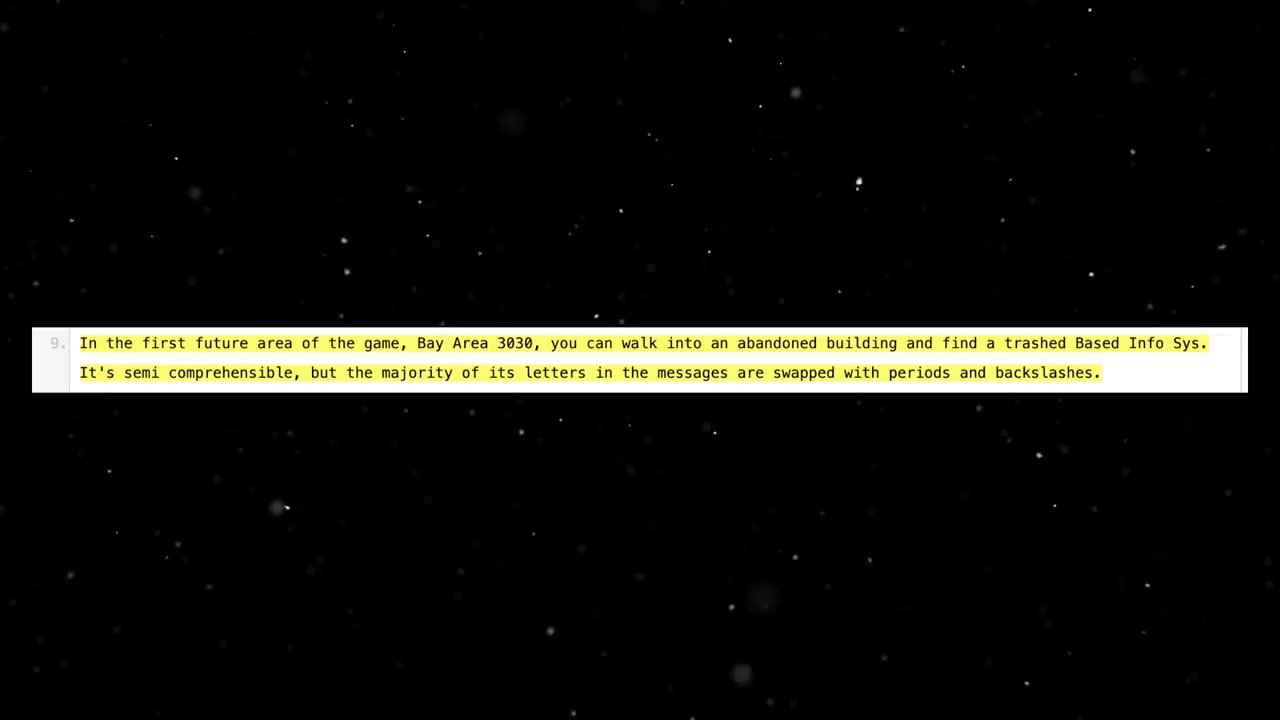 9. In the first future area of the game, Bay Area 3030, you can walk into an abandoned building and find a trashed Based Info Sys.
It's semi comprehensible, but the majority of its letters in the messages are swapped with periods and backslashes.